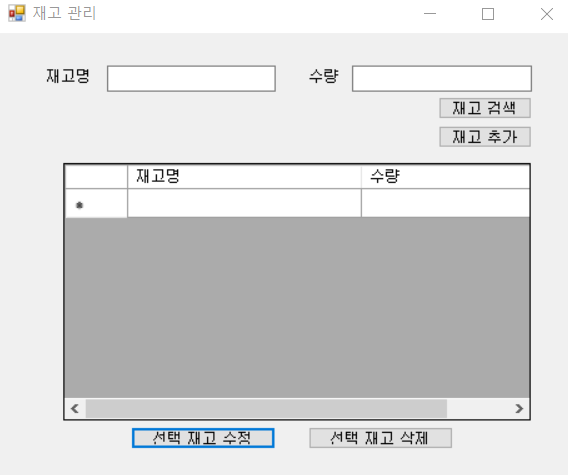 재고 관리
재고명 수량
재고 검색
재고 추가
재고명 수량
선택 재고 수정 선택 재고 삭제